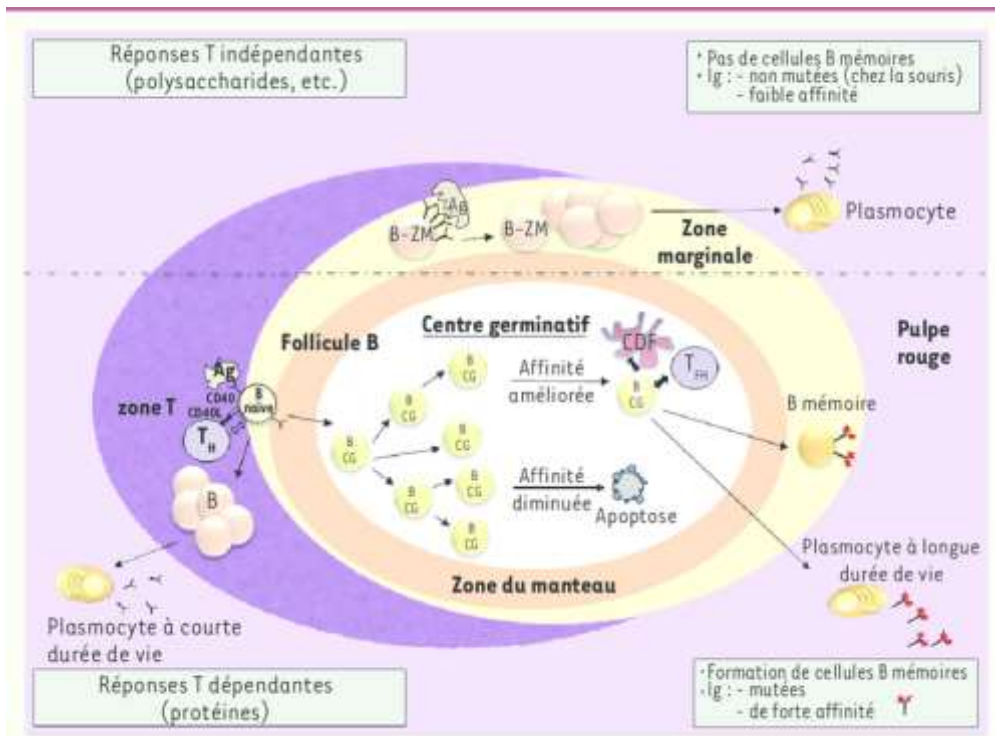 Réponses T indépendantes
(polysaccharides, etc.)
• Pas de cellules B mémoires
• Ig : - non mutées (chez la souris)
- faible affinité
Ag
B-ZM
B-ZM
Zone
marginale
Plasmocyte
Follicule B
Centre germinatif
CDF
T FH
Pulpe
rouge
zone T
Ag
CD40
CD40L
B
naïve
T H
B
CG
B
CG
B
CG
B
CG
B
CG
B
CG
B
CG
Affinité
améliorée
B
CG
B mémoire
Affinité
diminuée
Apoptose
B
Zone du manteau
Plasmocyte à longue
durée de vie
Plasmocyte à courte
durée de vie
Réponses T dépendantes
(protéines)
• Formation de cellules B mémoires
• Ig : - mutées
- de forte affinité